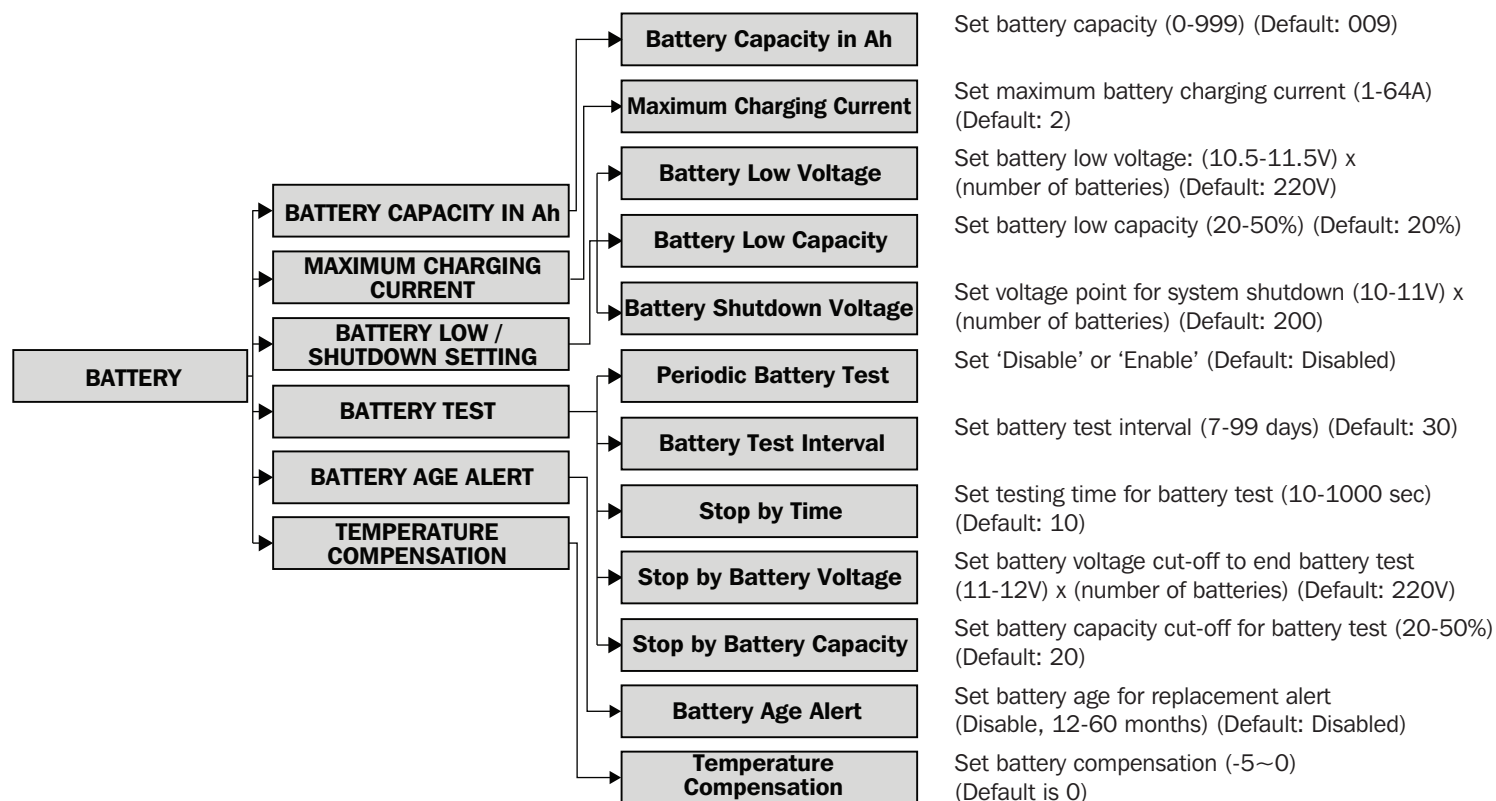 BATTERY
BATTERY CAPACITY IN Ah
MAXIMUM CHARGING
CURRENT
BATTERY LOW /
SHUTDOWN SETTING
BATTERY TEST
BATTERY AGE ALERT
TEMPERATURE
COMPENSATION
Battery Capacity in Ah
Set battery capacity (0-999) (Default: 009)
Maximum Charging Current
Set maximum battery charging current (1-64A)
(Default: 2)
Battery Low Voltage
Set battery low voltage: (10.5-11.5V) x
(number of batteries) (Default: 220V)
Battery Low Capacity
Set battery low capacity (20-50%) (Default: 20%)
Battery Shutdown Voltage
Set voltage point for system shutdown (10-11V) x
(number of batteries) (Default: 200)
Periodic Battery Test
Set ‘Disable’ or ‘Enable’ (Default: Disabled)
Battery Test Interval
Set battery test interval (7-99 days) (Default: 30)
Stop by Time
Set testing time for battery test (10-1000 sec)
(Default: 10)
Stop by Battery Voltage
Set battery voltage cut-off to end battery test
(11-12V) x (number of batteries) (Default: 220V)
Stop by Battery Capacity
Set battery capacity cut-off for battery test (20-50%)
(Default: 20)
Battery Age Alert
Set battery age for replacement alert
(Disable, 12-60 months) (Default: Disabled)
Temperature
Compensation
Set battery compensation (-5~0)
(Default is 0)